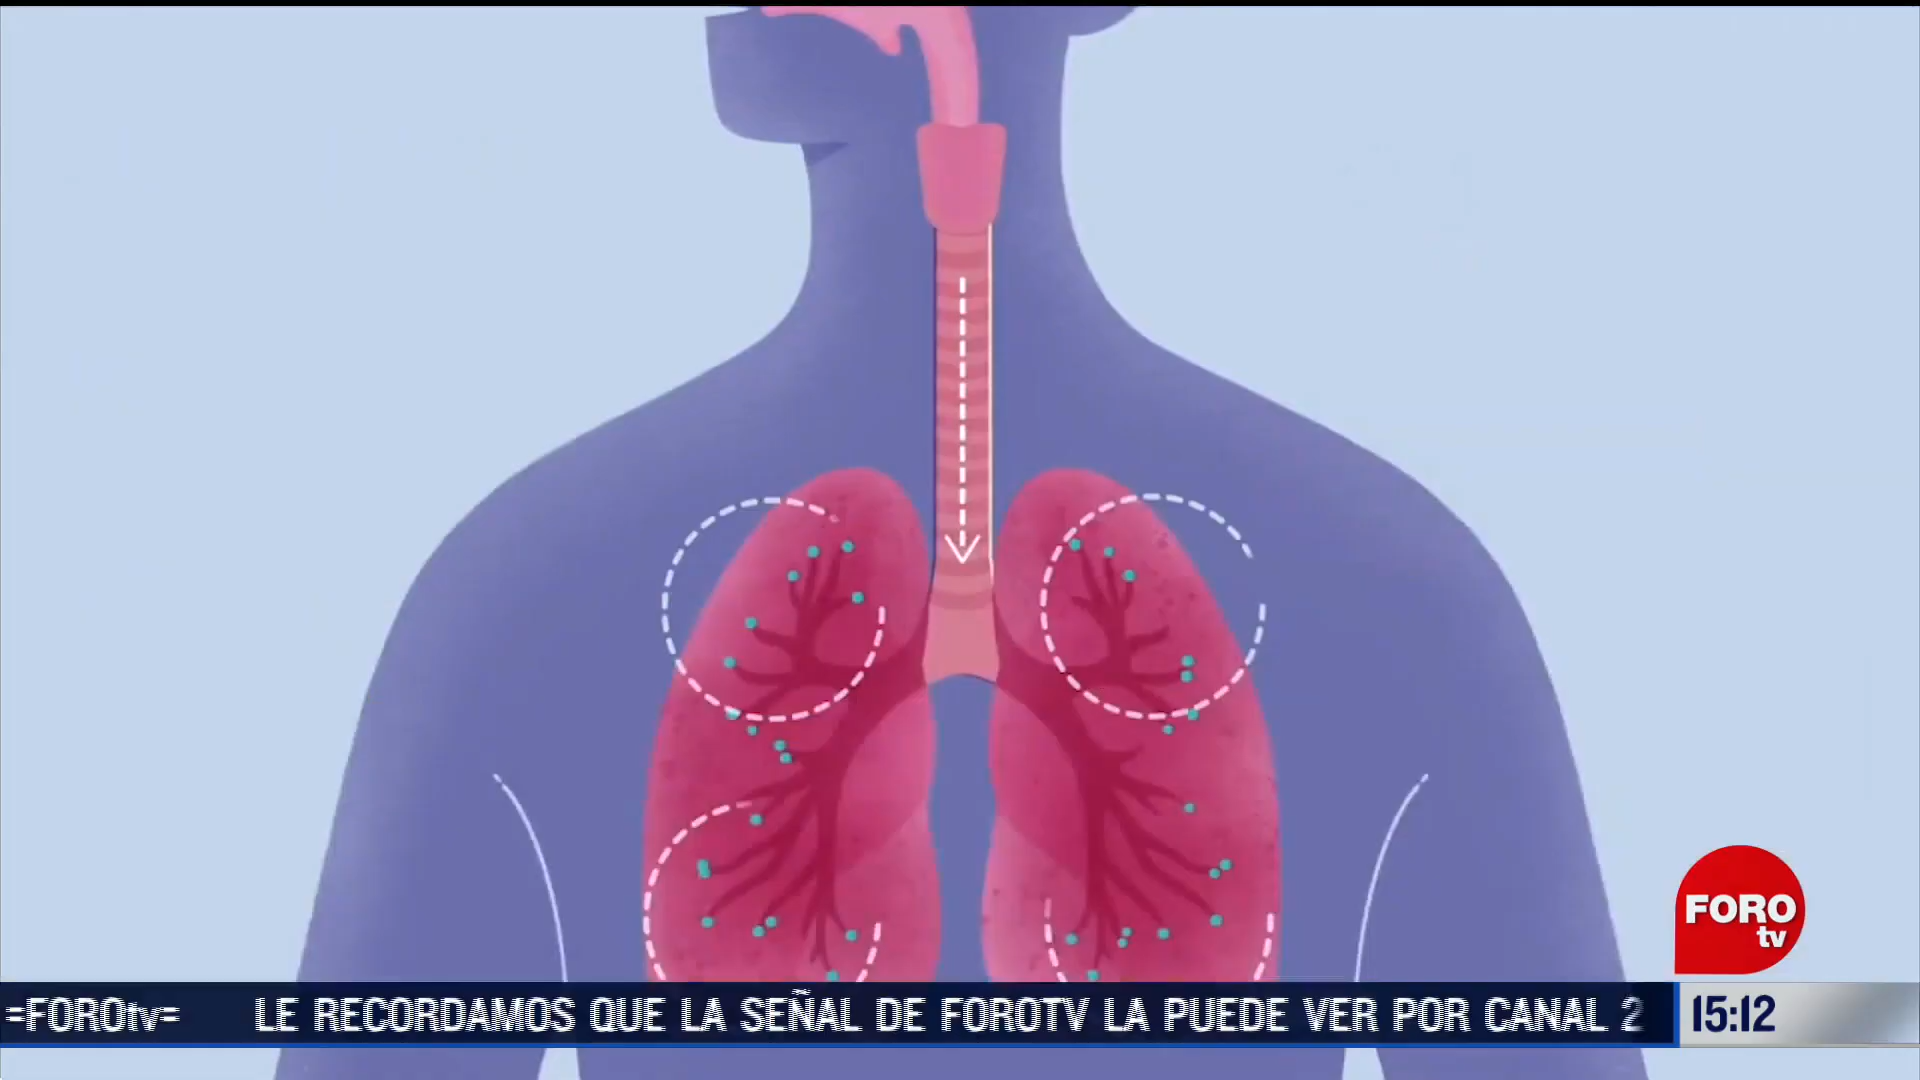 FORO
tv
=FOROtv= LE RECORDAMOS QUE LA SEÑAL DE FOROTV LA PUEDE VER POR CANAL 2
15:12